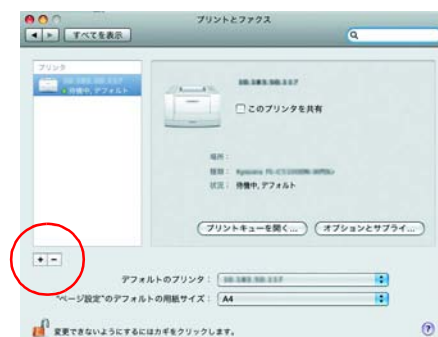 プリントとファクス
すべてを表示
プリンタ
待機中, デフォルト
このプリンタを共有
場所 :
種類 : Kyocera
状況 : 待機中, デフォルト
プリントキューを開く...
オプションとサプライ...
+ −
デフォルトのプリンタ :
"ページ設定"のデフォルトの用紙サイズ : A4
変更できないようにするにはカギをクリックします。
?